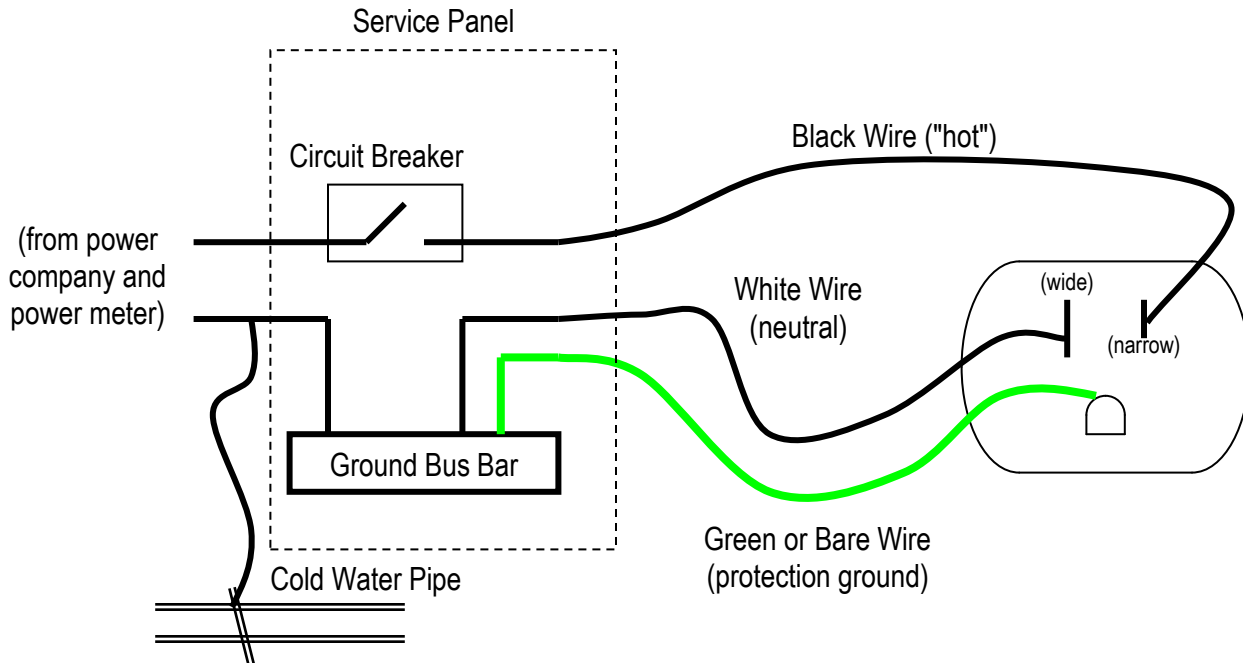 Service Panel
Circuit Breaker
Black Wire ("hot")
(from power
company and
power meter)
White Wire
(neutral)
(wide)
(narrow)
Ground Bus Bar
Green or Bare Wire
(protection ground)
Cold Water Pipe